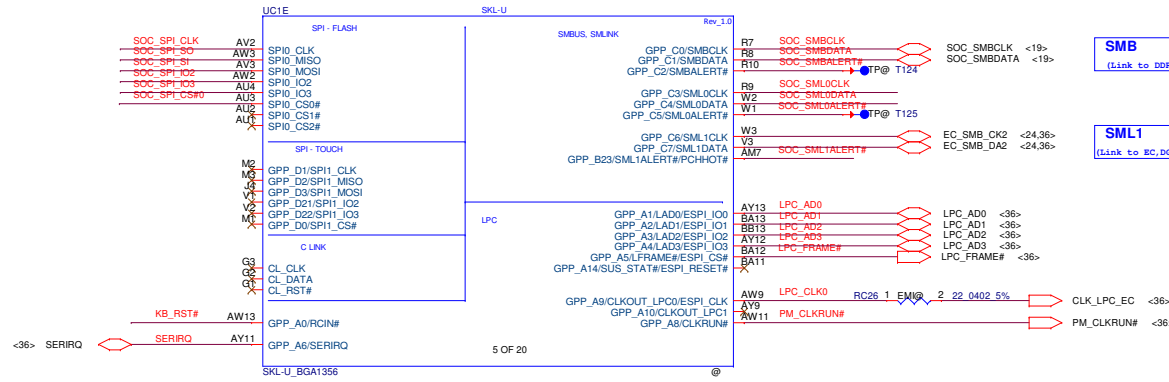 UC1E
SKL-U
Rev_1.0
SPI - FLASH
SMBUS, SMLINK
SOC_SPI_CLK AV2 SPI0_CLK
SOC_SPI_SO AW3 SPI0_MISO
SOC_SPI_SI AV3 SPI0_MOSI
SOC_SPI_IO2 AW2 SPI0_IO2
SOC_SPI_IO3 AU4 SPI0_IO3
SOC_SPI_CS#0 AU3 SPI0_CS0#
AU2 SPI0_CS1#
AU1 SPI0_CS2#
GPP_C0/SMBCLK R7 SOC_SMBCLK SOC_SMBCLK <19>
GPP_C1/SMBDATA R8 SOC_SMBDATA SOC_SMBDATA <19>
GPP_C2/SMBALERT# R10 SOC_SMBALERT# TP@ T124
GPP_C3/SML0CLK R9 SOC_SML0CLK
GPP_C4/SML0DATA W2 SOC_SML0DATA
GPP_C5/SML0ALERT# W1 SOC_SML0ALERT# TP@ T125
GPP_C6/SML1CLK W3 EC_SMB_CK2 <24,36>
GPP_C7/SML1DATA V3 EC_SMB_DA2 <24,36>
GPP_B23/SML1ALERT#/PCHHOT# AM7 SOC_SML1ALERT#
SMB
(Link to DDR
SML1
(Link to EC,DG
SPI - TOUCH
M2 GPP_D1/SPI1_CLK
M3 GPP_D2/SPI1_MISO
J4 GPP_D3/SPI1_MOSI
V1 GPP_D21/SPI1_IO2
V2 GPP_D22/SPI1_IO3
M1 GPP_D0/SPI1_CS#
LPC
GPP_A1/LAD0/ESPI_IO0 AY13 LPC_AD0 LPC_AD0 <36>
GPP_A2/LAD1/ESPI_IO1 BA13 LPC_AD1 LPC_AD1 <36>
GPP_A3/LAD2/ESPI_IO2 BB13 LPC_AD2 LPC_AD2 <36>
GPP_A4/LAD3/ESPI_IO3 AY12 LPC_AD3 LPC_AD3 <36>
GPP_A5/LFRAME#/ESPI_CS# BA12 LPC_FRAME# LPC_FRAME# <36>
GPP_A14/SUS_STAT#/ESPI_RESET# BA11
C LINK
G3 CL_CLK
G2 CL_DATA
G1 CL_RST#
GPP_A9/CLKOUT_LPC0/ESPI_CLK AW9 LPC_CLK0 RC26 1 EMI@ 2 22_0402_5% CLK_LPC_EC <36>
GPP_A10/CLKOUT_LPC1 AY9
GPP_A8/CLKRUN# AW11 PM_CLKRUN# PM_CLKRUN# <36>
KB_RST# AW13 GPP_A0/RCIN#
<36> SERIRQ SERIRQ AY11 GPP_A6/SERIRQ
5 OF 20
SKL-U_BGA1356
@